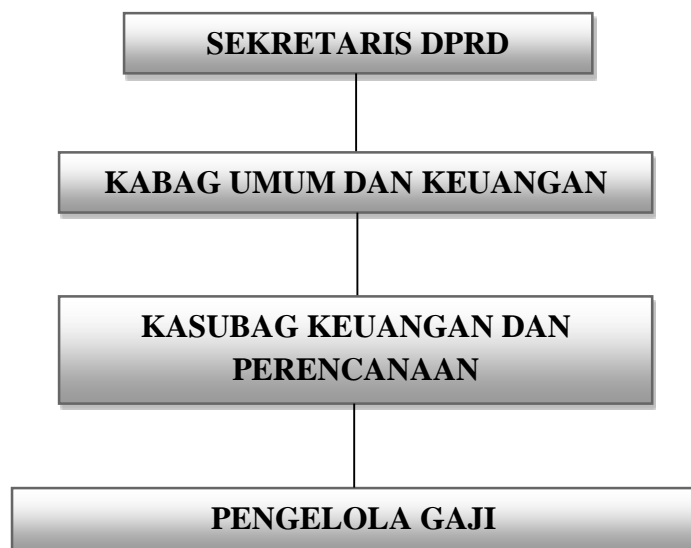 SEKRETARIS DPRD
KABAG UMUM DAN KEUANGAN
KASUBAG KEUANGAN DAN
PERENCANAAN
PENGELOLA GAJI